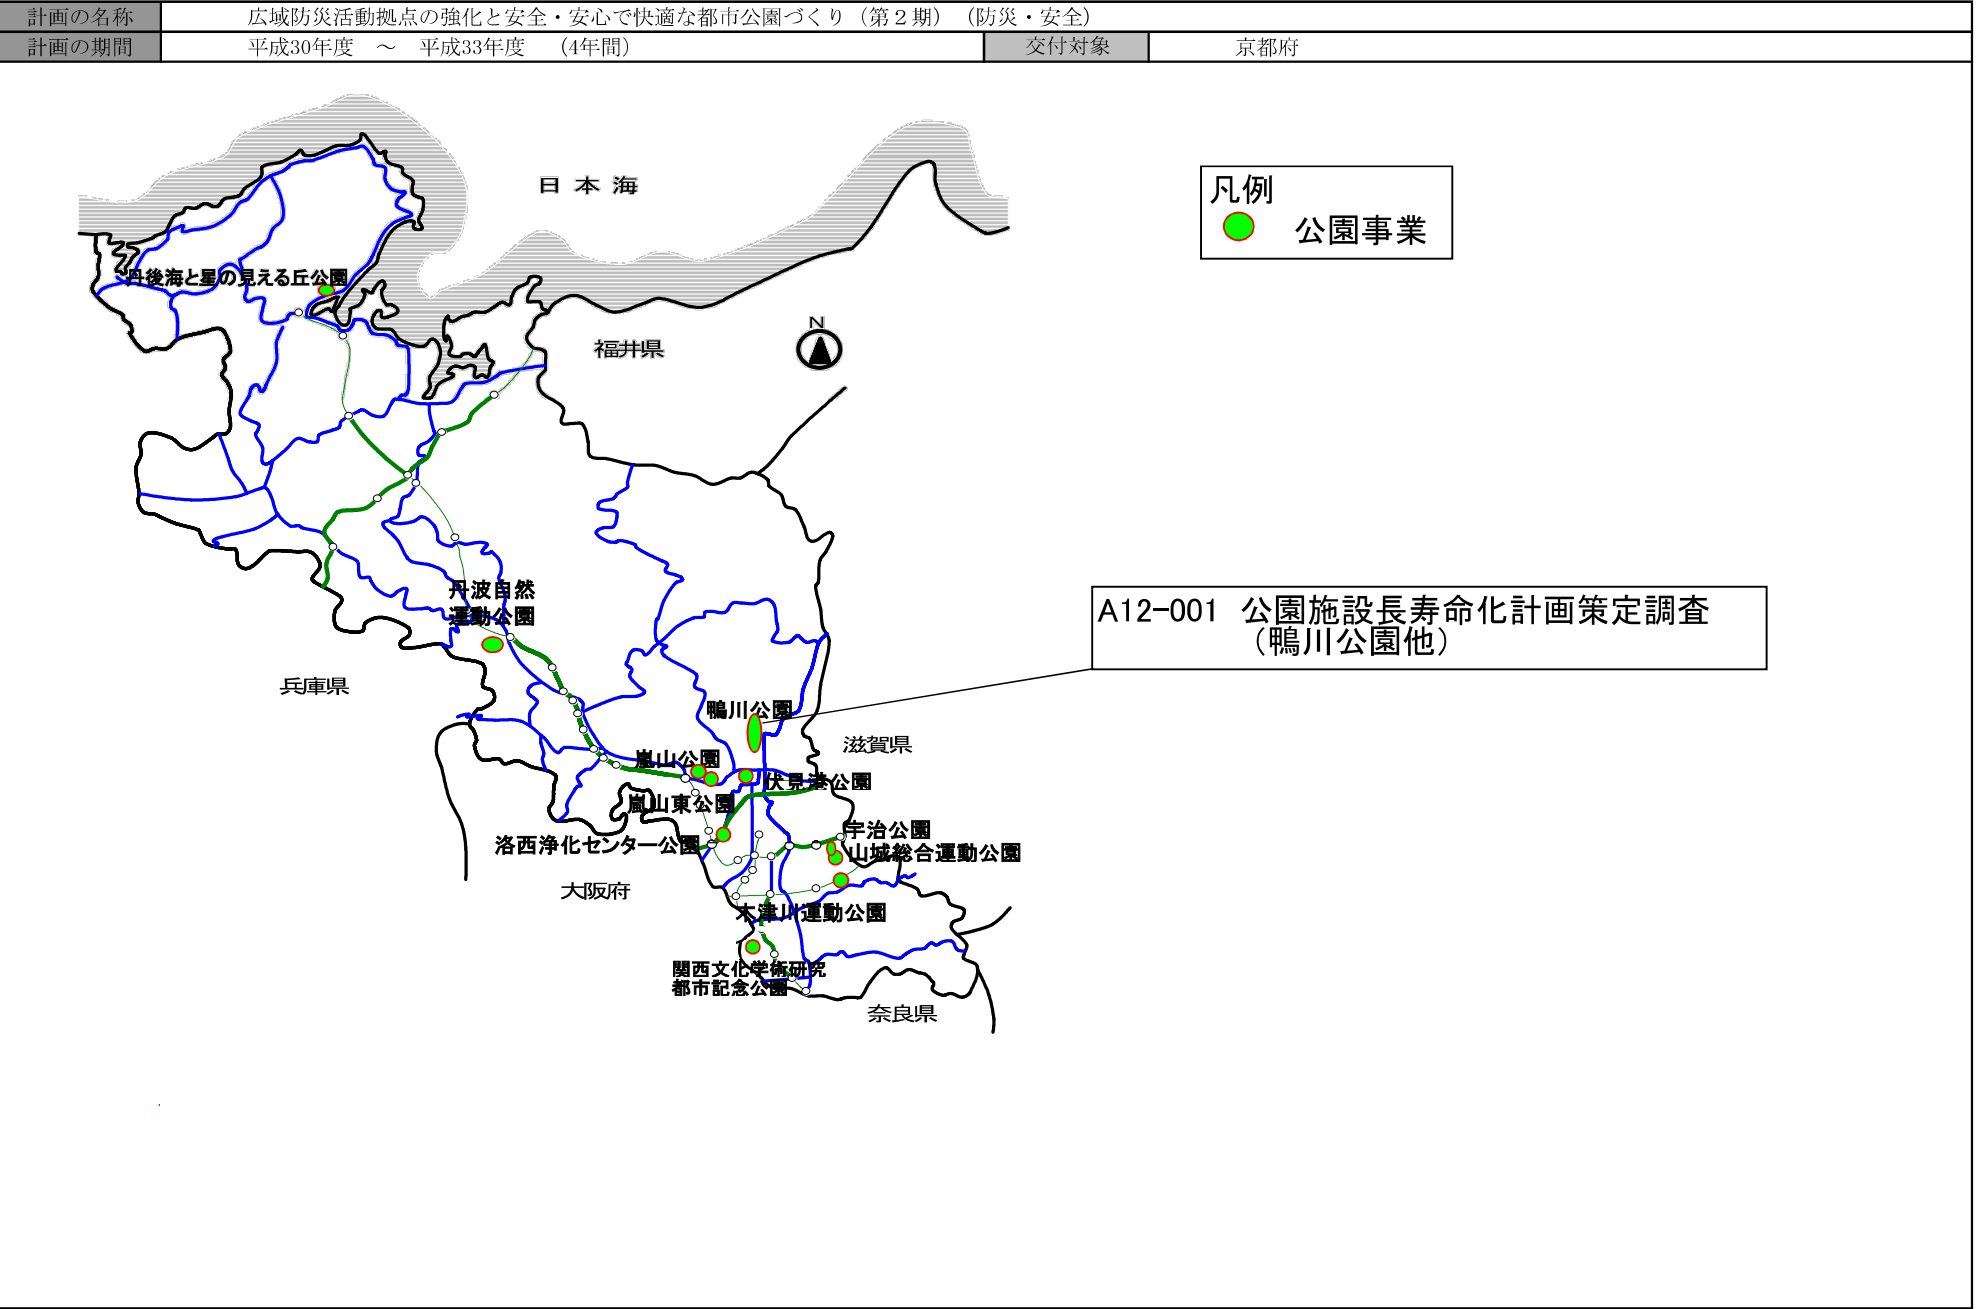 計画の名称 広域防災活動拠点の強化と安全・安心で快適な都市公園づくり（第２期）（防災・安全）
計画の期間 平成30年度 ～ 平成33年度 （4年間） 交付対象 京都府
日本海
凡例
公園事業
丹後海と星の見える丘公園
N
福井県
丹波自然
運動公園
A12-001 公園施設長寿命化計画策定調査
（鴨川公園他）
兵庫県
鴨川公園
滋賀県
嵐山公園
伏見港公園
嵐山東公園
宇治公園
洛西浄化センター公園
山城総合運動公園
大阪府
木津川運動公園
関西文化学術研究
都市記念公園
奈良県